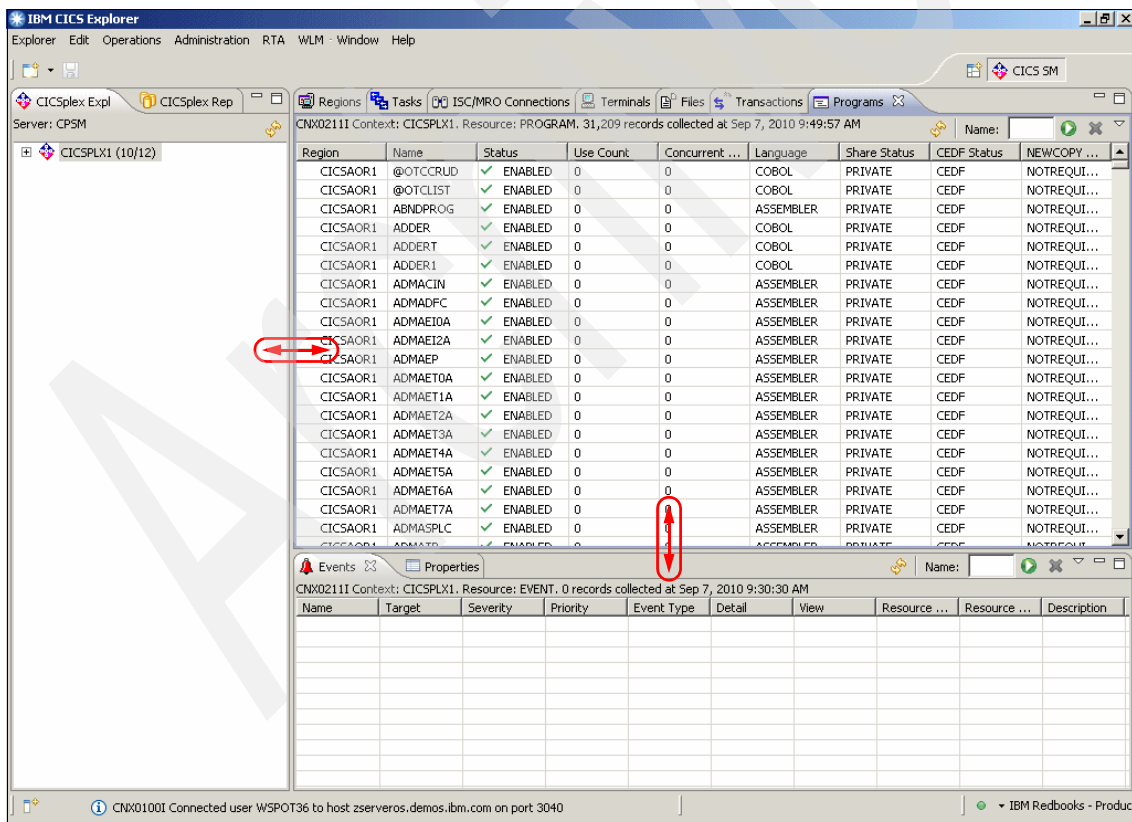 IBM CICS Explorer
Explorer Edit Operations Administration RTA WLM Window Help
CICS SM
CICSplex Expl CICSplex Rep
Regions Tasks ISC/MRO Connections Terminals Files Transactions Programs
Server: CPSM
CNX0211I Context: CICSPLX1. Resource: PROGRAM. 31,209 records collected at Sep 7, 2010 9:49:57 AM Name:
CICSPLX1 (10/12)
Region Name Status Use Count Concurrent ... Language Share Status CEDF Status NEWCOPY ...
CICSAOR1 @OTCCRUD ENABLED 0 0 COBOL PRIVATE CEDF NOTREQUI...
CICSAOR1 @OTCLIST ENABLED 0 0 COBOL PRIVATE CEDF NOTREQUI...
CICSAOR1 ABNDPROG ENABLED 0 0 ASSEMBLER PRIVATE CEDF NOTREQUI...
CICSAOR1 ADDER ENABLED 0 0 COBOL PRIVATE CEDF NOTREQUI...
CICSAOR1 ADDERT ENABLED 0 0 COBOL PRIVATE CEDF NOTREQUI...
CICSAOR1 ADDER1 ENABLED 0 0 COBOL PRIVATE CEDF NOTREQUI...
CICSAOR1 ADMACIN ENABLED 0 0 ASSEMBLER PRIVATE CEDF NOTREQUI...
CICSAOR1 ADMADFC ENABLED 0 0 ASSEMBLER PRIVATE CEDF NOTREQUI...
CICSAOR1 ADMAEI0A ENABLED 0 0 ASSEMBLER PRIVATE CEDF NOTREQUI...
CICSAOR1 ADMAEI2A ENABLED 0 0 ASSEMBLER PRIVATE CEDF NOTREQUI...
CICSAOR1 ADMAEP ENABLED 0 0 ASSEMBLER PRIVATE CEDF NOTREQUI...
CICSAOR1 ADMAET0A ENABLED 0 0 ASSEMBLER PRIVATE CEDF NOTREQUI...
CICSAOR1 ADMAET1A ENABLED 0 0 ASSEMBLER PRIVATE CEDF NOTREQUI...
CICSAOR1 ADMAET2A ENABLED 0 0 ASSEMBLER PRIVATE CEDF NOTREQUI...
CICSAOR1 ADMAET3A ENABLED 0 0 ASSEMBLER PRIVATE CEDF NOTREQUI...
CICSAOR1 ADMAET4A ENABLED 0 0 ASSEMBLER PRIVATE CEDF NOTREQUI...
CICSAOR1 ADMAET5A ENABLED 0 0 ASSEMBLER PRIVATE CEDF NOTREQUI...
CICSAOR1 ADMAET6A ENABLED 0 0 ASSEMBLER PRIVATE CEDF NOTREQUI...
CICSAOR1 ADMAET7A ENABLED 0 0 ASSEMBLER PRIVATE CEDF NOTREQUI...
CICSAOR1 ADMASPLC ENABLED 0 0 ASSEMBLER PRIVATE CEDF NOTREQUI...
Events Properties Name:
CNX0211I Context: CICSPLX1. Resource: EVENT. 0 records collected at Sep 7, 2010 9:30:30 AM
Name Target Severity Priority Event Type Detail View Resource ... Resource ... Description
CNX0100I Connected user WSPOT36 to host zserveros.demos.ibm.com on port 3040
IBM Redbooks - Produc